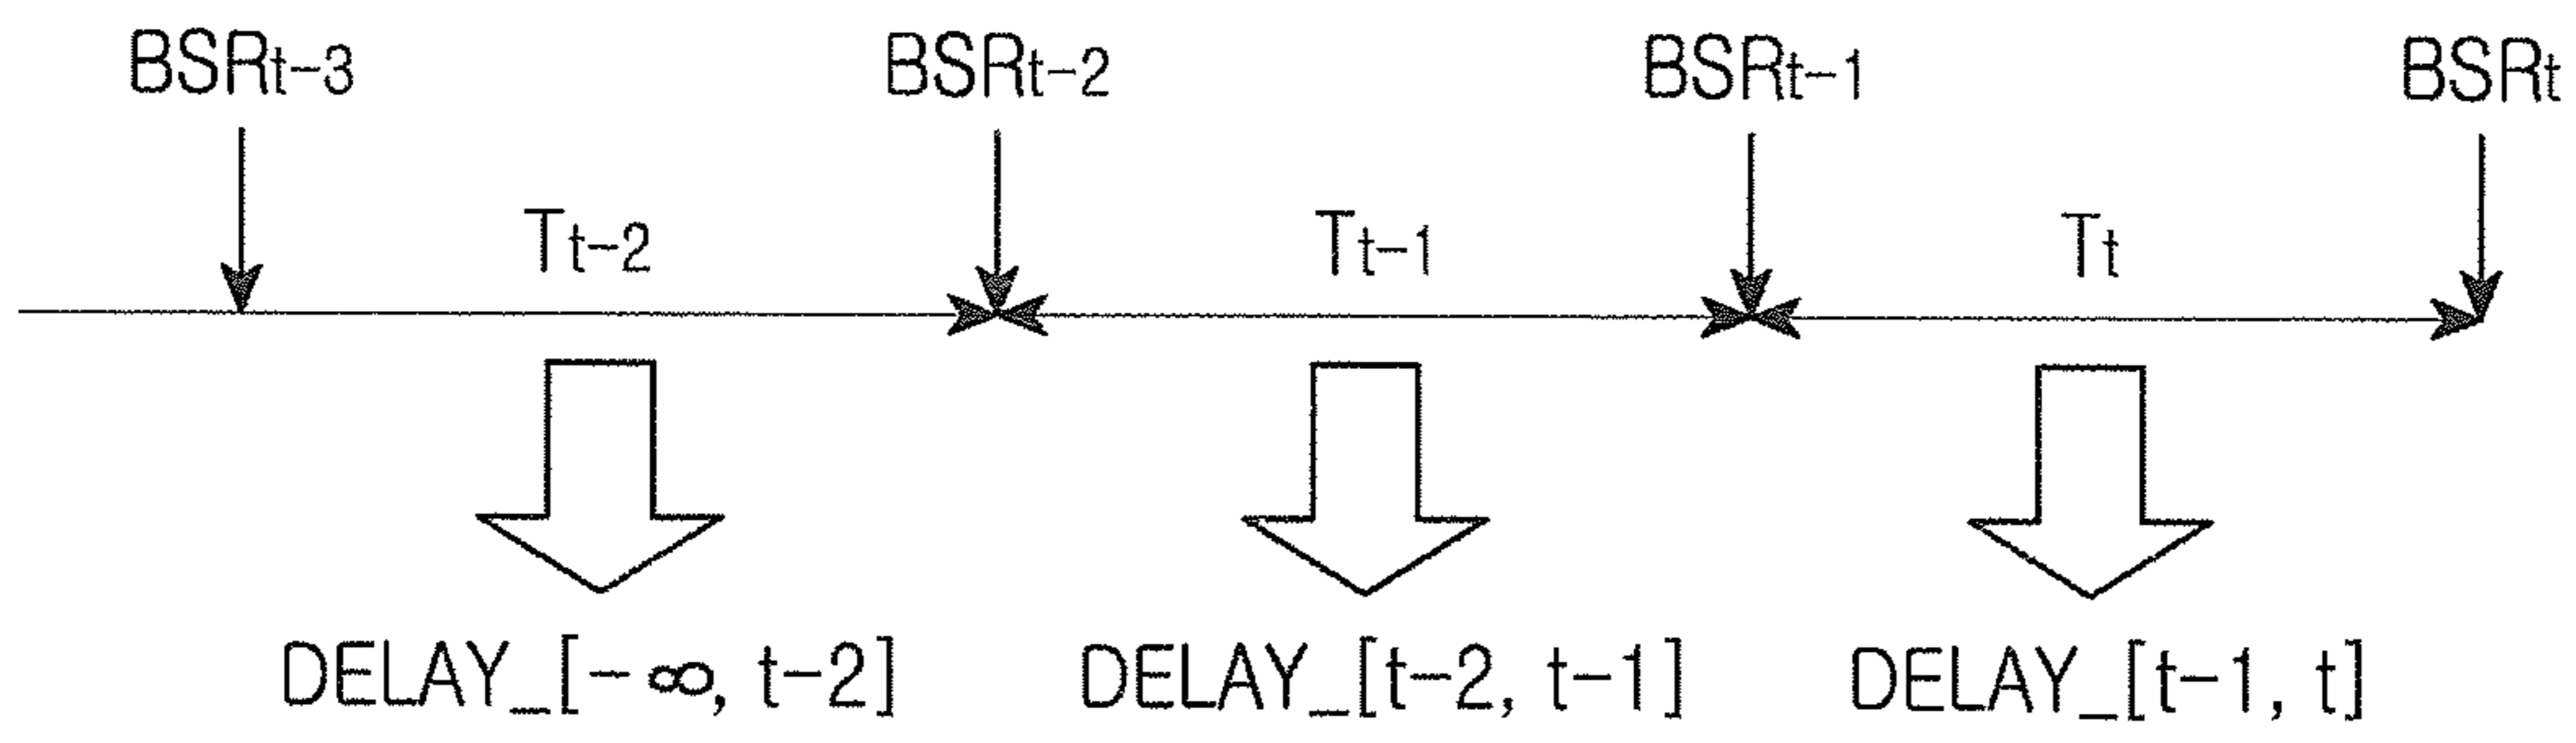 BSRt-3 BSRt-2 BSRt-1 BSRt
Tt-2 Tt-1 Tt
DELAY_[-∞, t-2] DELAY_[t-2, t-1] DELAY_[t-1, t]